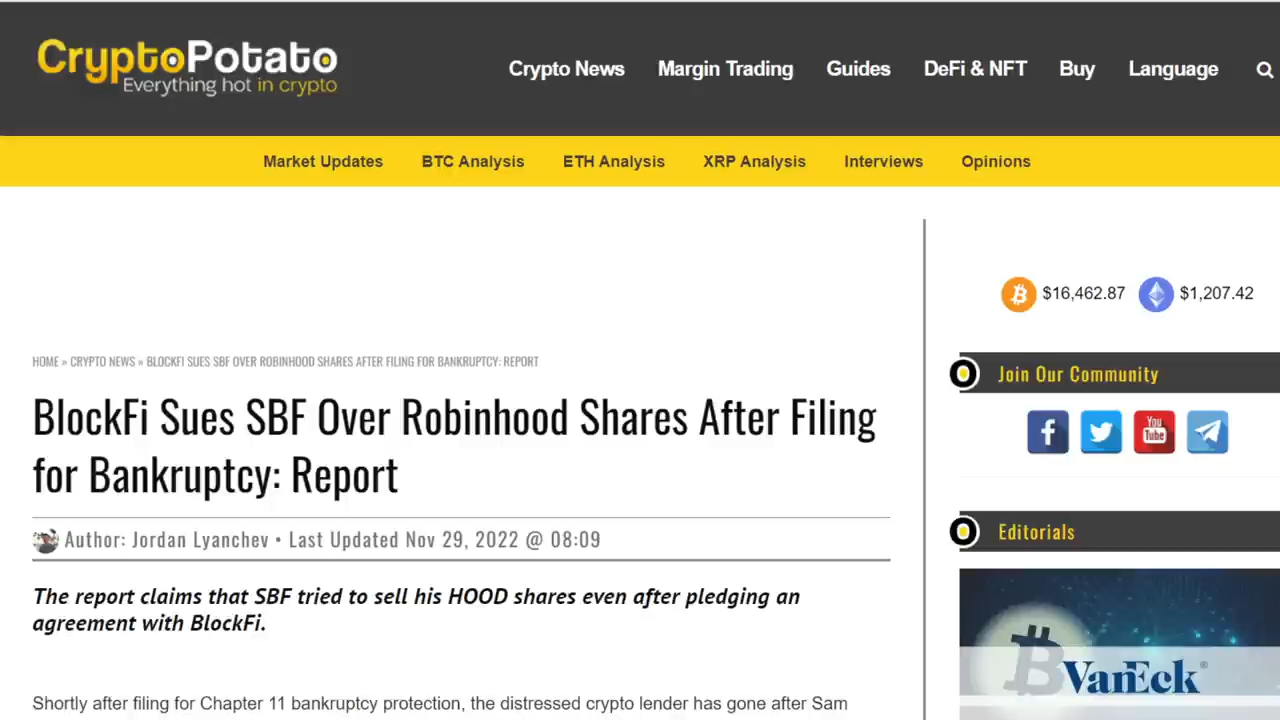 CryptoPotato
Everything hot in crypto
Crypto News Margin Trading Guides DeFi & NFT Buy Language
Market Updates BTC Analysis ETH Analysis XRP Analysis Interviews Opinions
$16,462.87 $1,207.42
HOME » CRYPTO NEWS » BLOCKFI SUES SBF OVER ROBINHOOD SHARES AFTER FILING FOR BANKRUPTCY: REPORT
BlockFi Sues SBF Over Robinhood Shares After Filing
for Bankruptcy: Report
Author: Jordan Lyanchev • Last Updated Nov 29, 2022 @ 08:09
The report claims that SBF tried to sell his HOOD shares even after pledging an
agreement with BlockFi.
Shortly after filing for Chapter 11 bankruptcy protection, the distressed crypto lender has gone after Sam
Join Our Community
You
Tube
Editorials
VanEck®